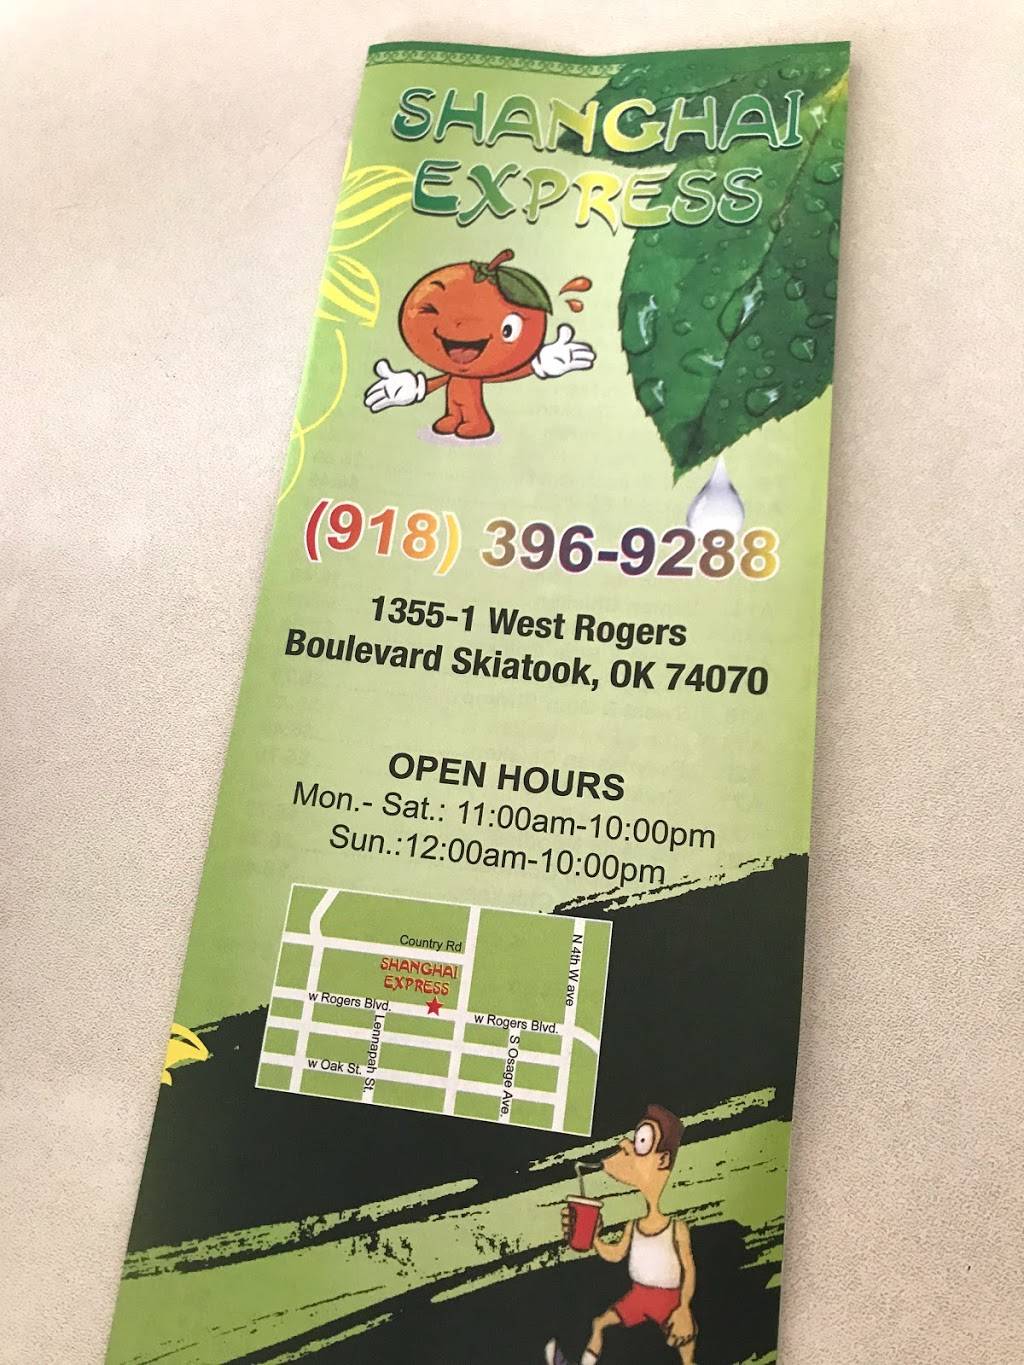 SHANGHAI
EXPRESS
(918) 396-9288
1355-1 West Rogers
Boulevard Skiatook, OK 74070
OPEN HOURS
Mon.- Sat.: 11:00am-10:00pm
Sun.:12:00am-10:00pm
Country Rd
N 4th W ave
SHANGHAI
EXPRESS
w Rogers Blvd.
w Rogers Blvd.
Lennapah St.
S Osage Ave.
w Oak St.